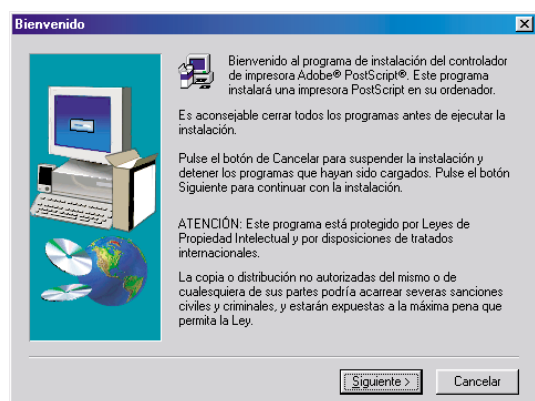 Bienvenido
Bienvenido al programa de instalación del controlador
de impresora Adobe® PostScript®. Este programa
instalará una impresora PostScript en su ordenador.
Es aconsejable cerrar todos los programas antes de ejecutar la
instalación.
Pulse el botón de Cancelar para suspender la instalación y
detener los programas que hayan sido cargados. Pulse el botón
Siguiente para continuar con la instalación.
ATENCIÓN: Este programa está protegido por Leyes de
Propiedad Intelectual y por disposiciones de tratados
internacionales.
La copia o distribución no autorizadas del mismo o de
cualesquiera de sus partes podría acarrear severas sanciones
civiles y criminales, y estarán expuestas a la máxima pena que
permita la Ley.
Siguiente > Cancelar